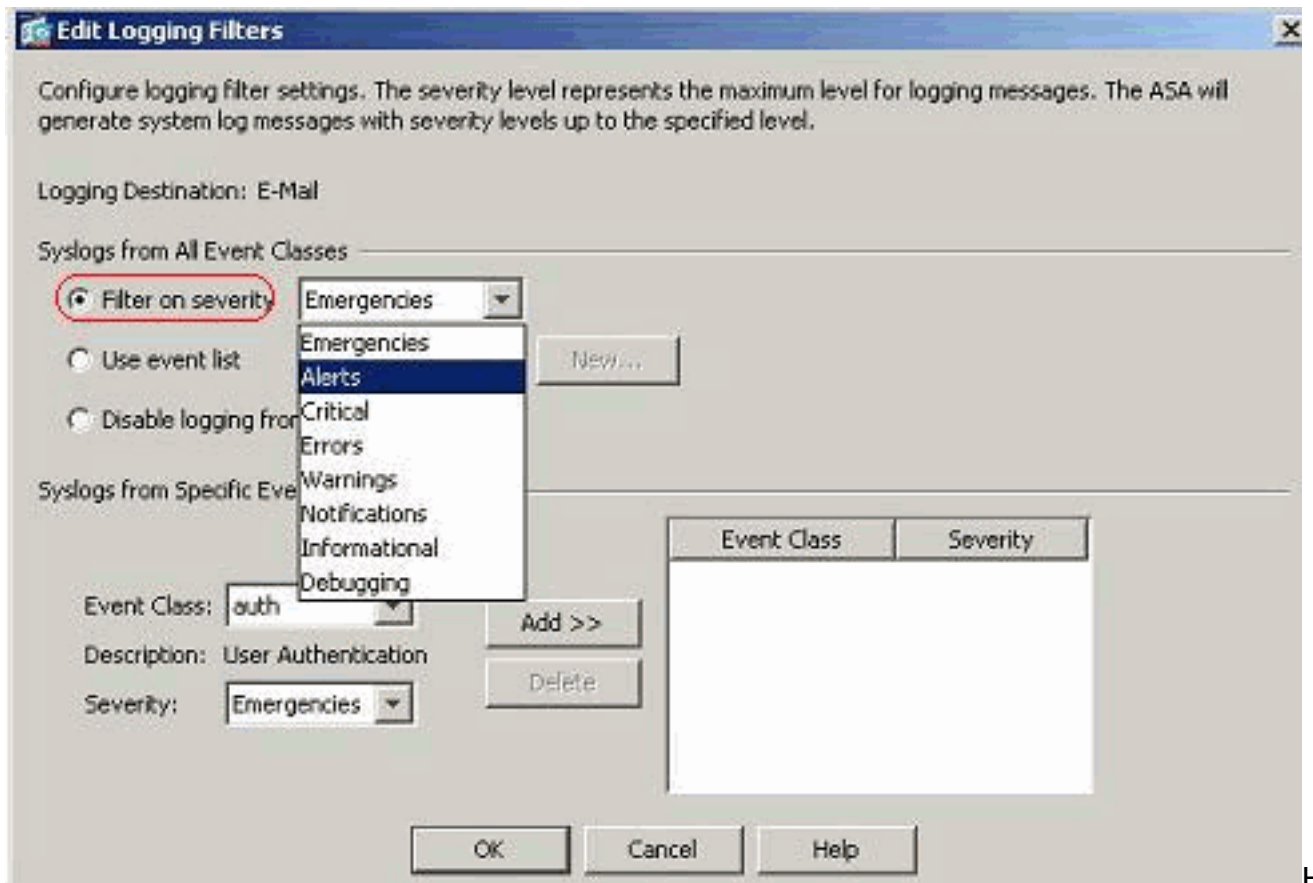 Edit Logging Filters
Configure logging filter settings. The severity level represents the maximum level for logging messages. The ASA will
generate system log messages with severity levels up to the specified level.
Logging Destination: E-Mail
Syslogs from All Event Classes
Filter on severity Emergencies
Emergencies
Use event list New...
Alerts
Critical
Disable logging from
Errors
Warnings
Syslogs from Specific Eve
Notifications
Informational
Debugging
Event Class Severity
Event Class: auth
Add >>
Description: User Authentication
Delete
Severity: Emergencies
OK Cancel Help